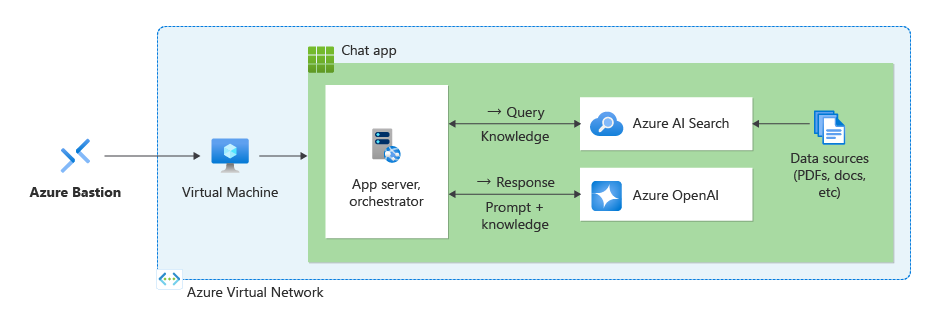 Chat app
→ Query
Knowledge
Azure AI Search
Data sources
(PDFs, docs,
etc)
Azure Bastion
Virtual Machine
App server,
orchestrator
→ Response
Prompt +
knowledge
Azure OpenAI
Azure Virtual Network